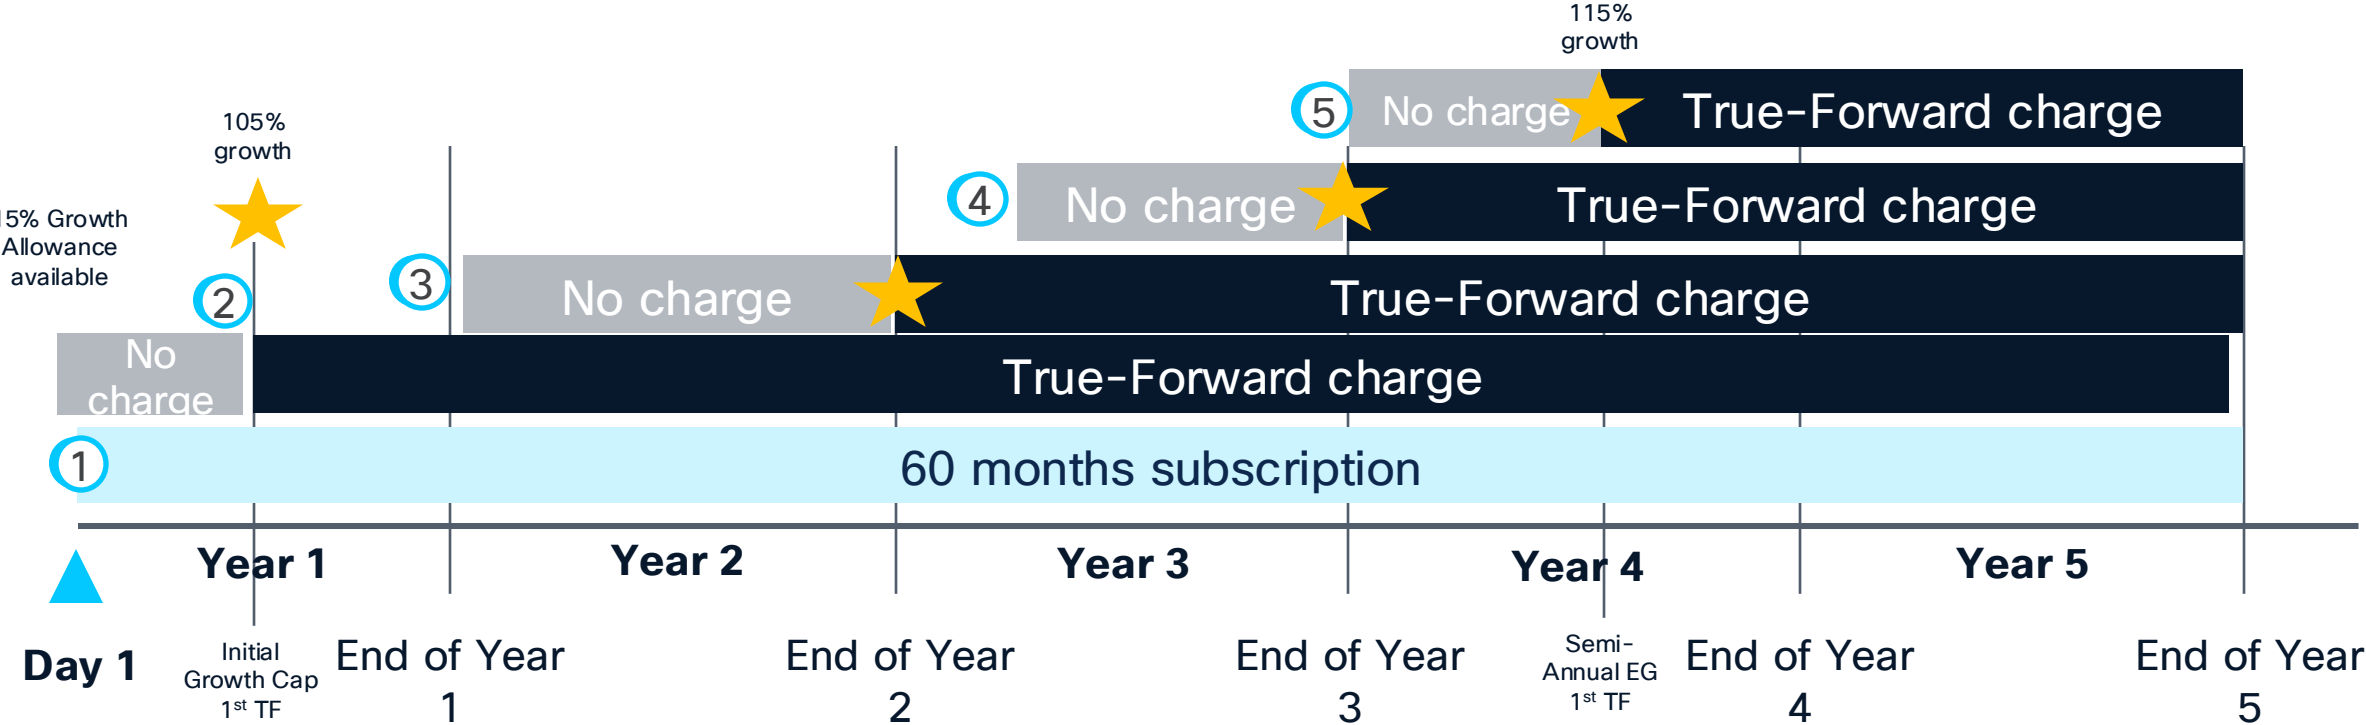 115%
growth
5
No charge
True-Forward charge
105%
growth
4
No charge
True-Forward charge
15% Growth
Allowance
available
2
3
No charge
True-Forward charge
No
charge
True-Forward charge
1
60 months subscription
Year 1
Year 2
Year 3
Year 4
Year 5
Day 1
Initial
Growth Cap
1st TF
End of Year
1
End of Year
2
End of Year
3
Semi-
Annual EG
1st TF
End of Year
4
End of Year
5